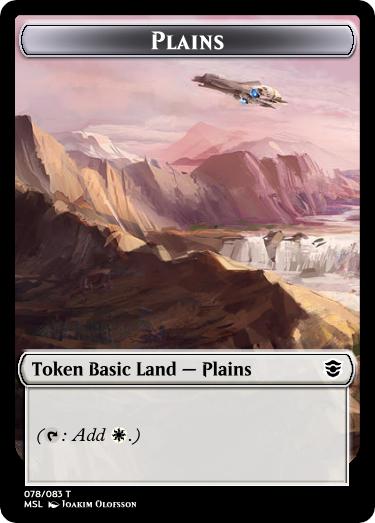 Plains
Token Basic Land — Plains
(: Add .)
078/083 T
MSL Joakim Olofsson